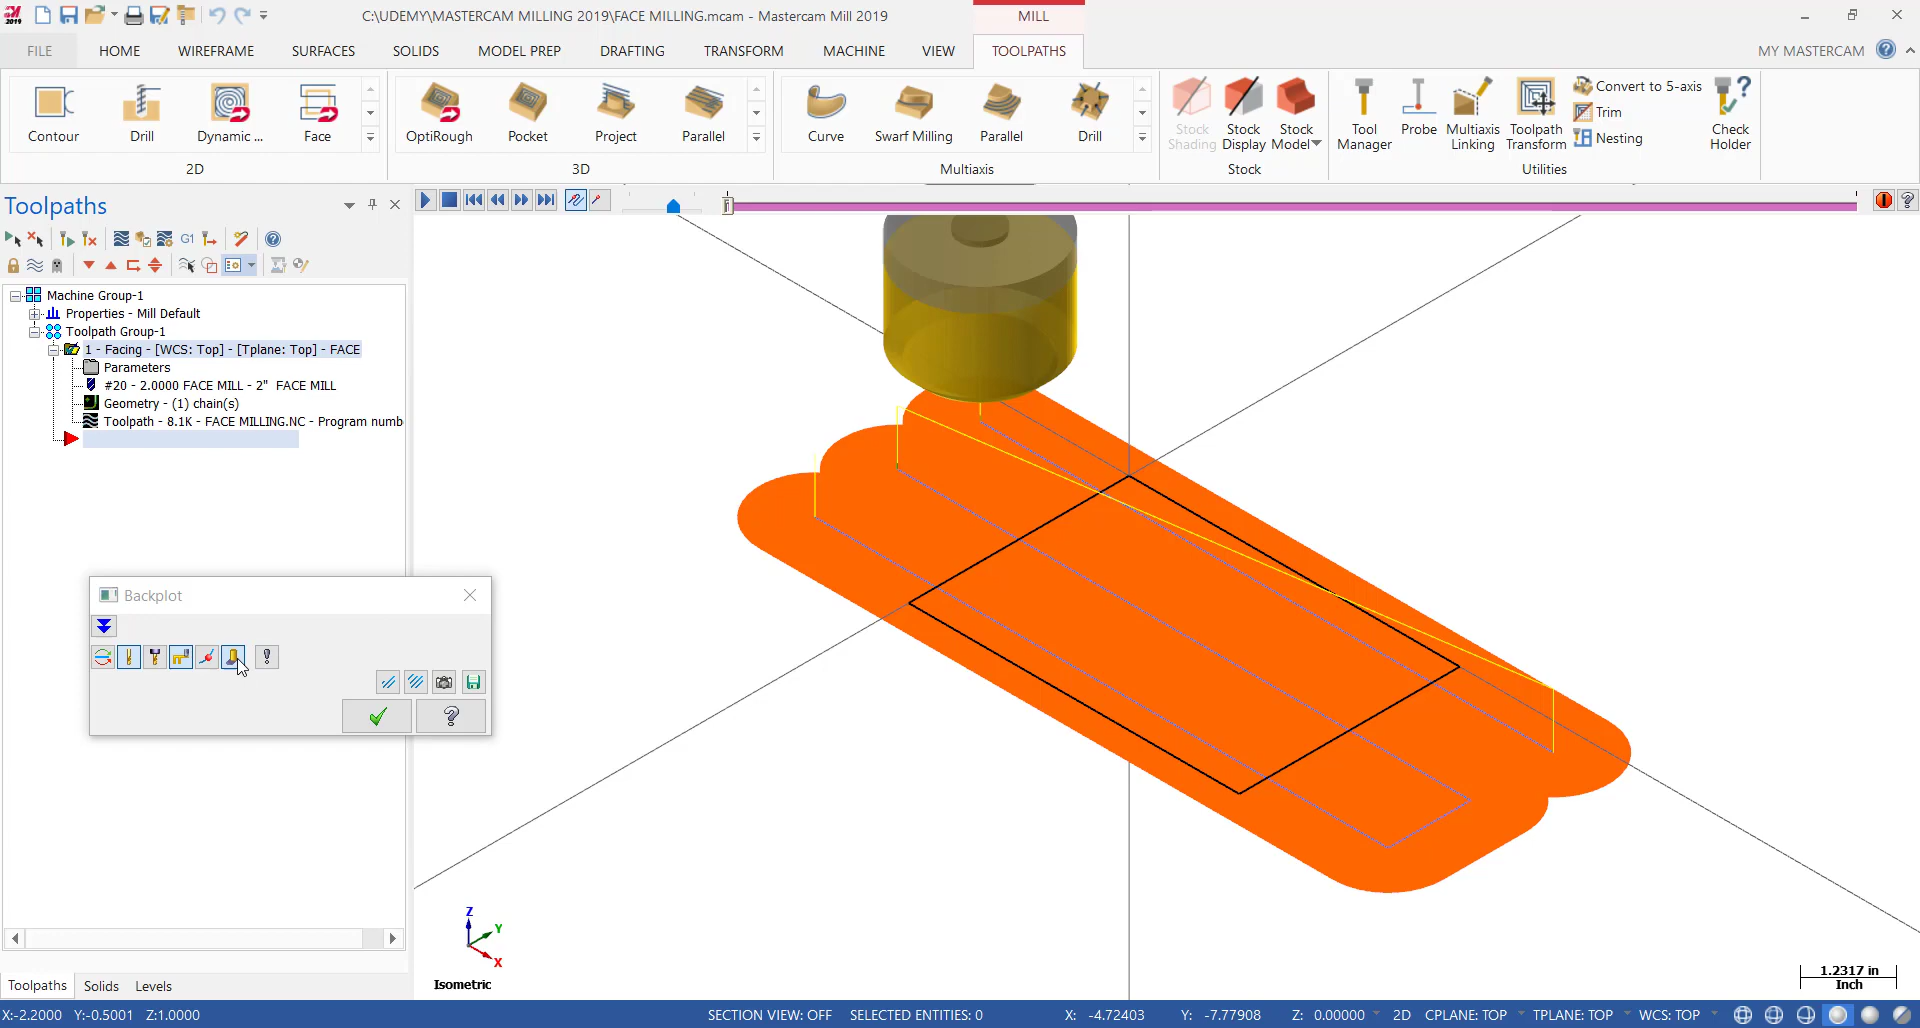 2019
C:\UDEMY\MASTERCAM MILLING 2019\FACE MILLING.mcam - Mastercam Mill 2019
MILL
FILE HOME WIREFRAME SURFACES SOLIDS MODEL PREP DRAFTING TRANSFORM MACHINE VIEW TOOLPATHS MY MASTERCAM
Contour Drill Dynamic ... Face
2D
OptiRough Pocket Project Parallel
3D
Curve Swarf Milling Parallel Drill
Multiaxis
Stock Shading
Stock Display
Stock Model
Stock
Tool Manager
Probe
Multiaxis Linking
Toolpath Transform
Convert to 5-axis
Trim
Nesting
Check Holder
Utilities
Toolpaths
G1
Machine Group-1
Properties - Mill Default
Toolpath Group-1
1 - Facing - [WCS: Top] - [Tplane: Top] - FACE
Parameters
#20 - 2.0000 FACE MILL - 2" FACE MILL
Geometry - (1) chain(s)
Toolpath - 8.1K - FACE MILLING.NC - Program numb
Backplot
Z
Y
X
Isometric
1.2317 in
Inch
Toolpaths Solids Levels
X:-2.2000 Y:-0.5001 Z:1.0000 SECTION VIEW: OFF SELECTED ENTITIES: 0 X: -4.72403 Y: -7.77908 Z: 0.00000 2D CPLANE: TOP TPLANE: TOP WCS: TOP